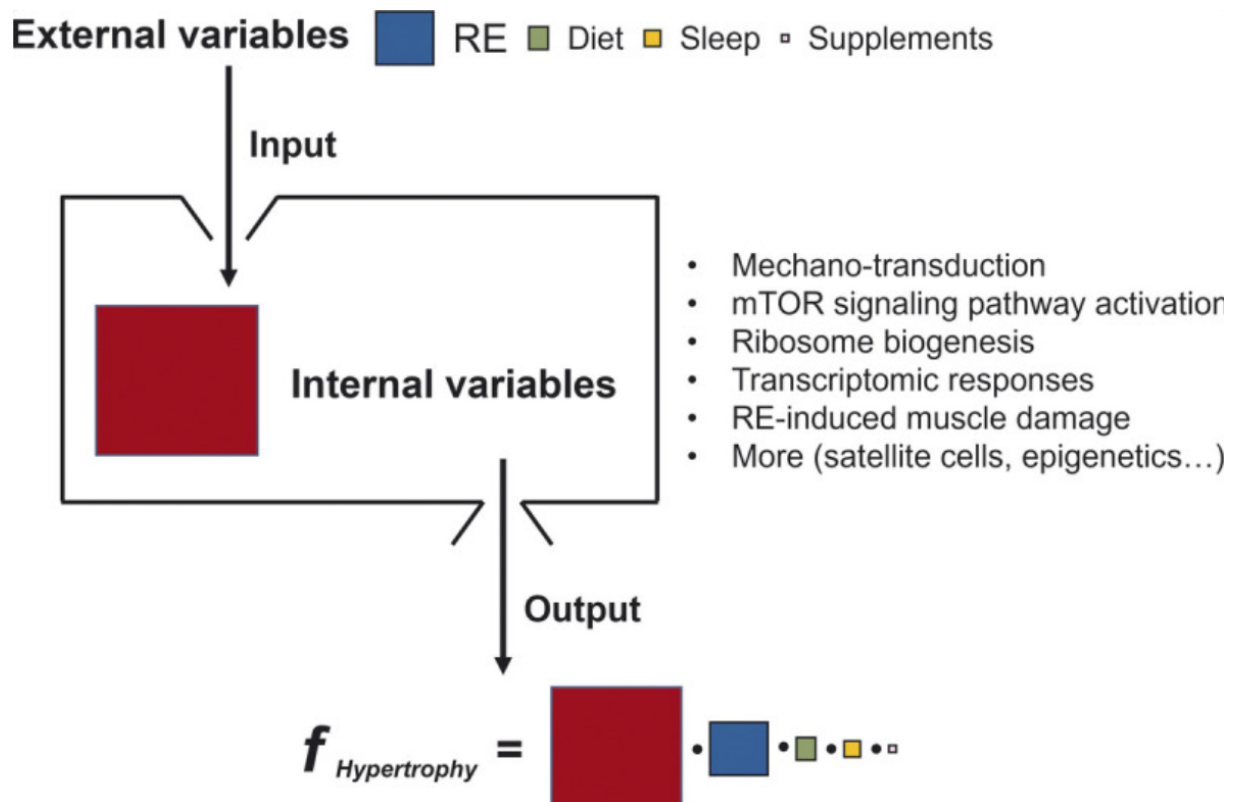 External variables RE Diet Sleep Supplements
Input
Internal variables
• Mechano-transduction
• mTOR signaling pathway activation
• Ribosome biogenesis
• Transcriptomic responses
• RE-induced muscle damage
• More (satellite cells, epigenetics…)
Output
f Hypertrophy = • • • •